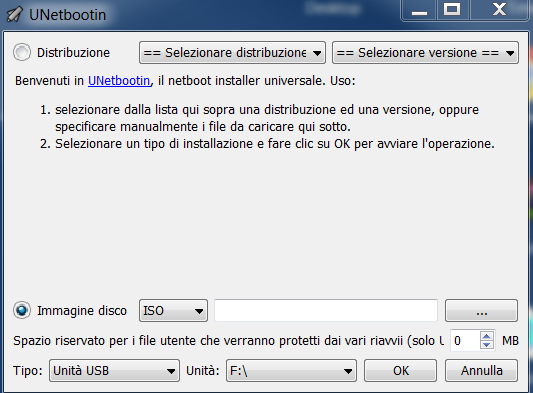 Desktop
UNetbootin
Distribuzione == Selezionare distribuzione == Selezionare versione ==
Benvenuti in UNetbootin, il netboot installer universale. Uso:
1. selezionare dalla lista qui sopra una distribuzione ed una versione, oppure
specificare manualmente i file da caricare qui sotto.
2. Selezionare un tipo di installazione e fare clic su OK per avviare l'operazione.
Immagine disco ISO ...
Spazio riservato per i file utente che verranno protetti dai vari riavvii (solo 0 MB
Tipo: Unità USB Unità: F:\ OK Annulla